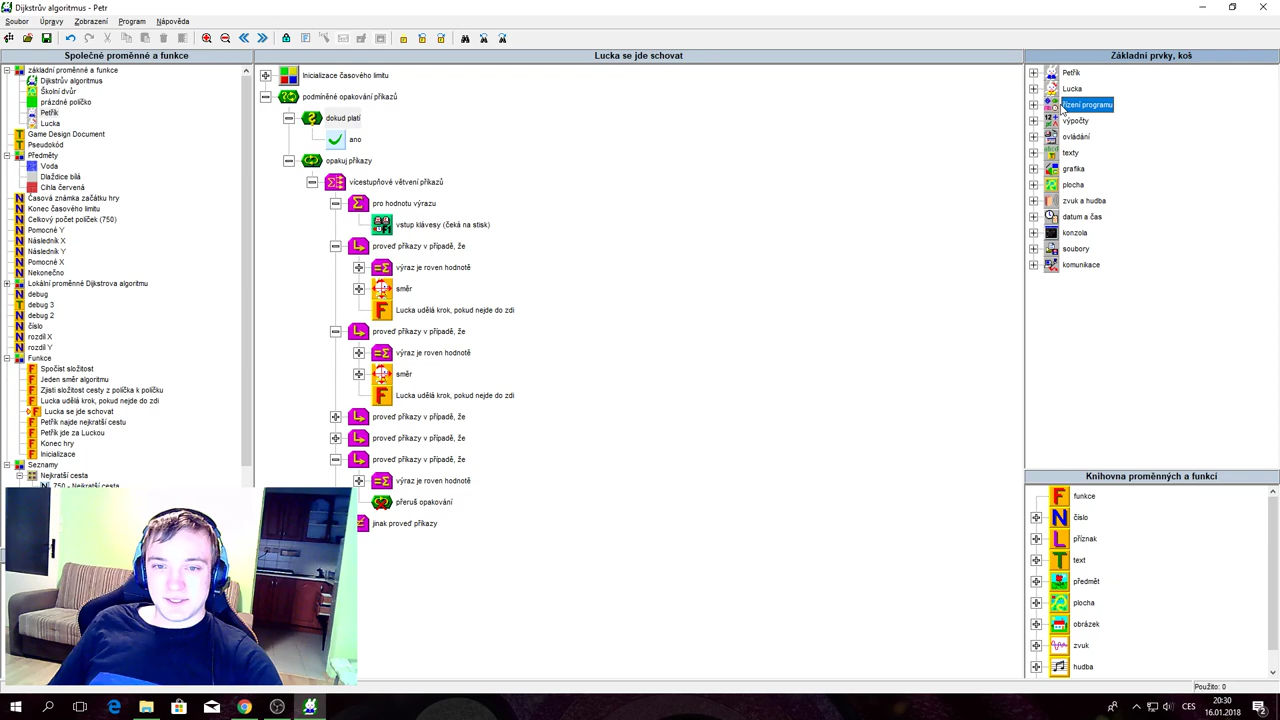 Dijkstrův algoritmus - Petr
Soubor Úpravy Zobrazení Program Nápověda
Společné proměnné a funkce
základní proměnné a funkce
Dijkstrův algoritmus
Školní dvůr
prázdné políčko
Petřík
Lucka
Game Design Document
Pseudokód
Předměty
Voda
Dlaždice bílá
Cihla červená
Časová známka začátku hry
Konec časového limitu
Celkový počet políček (750)
Pomocné Y
Následník X
Následník Y
Pomocné X
Nekonečno
Lokální proměnné Dijkstrova algoritmu
debug
debug 3
debug 2
číslo
rozdíl X
rozdíl Y
Funkce
Spočíst složitost
Jeden směr algoritmu
Zjisti složitost cesty z políčka k políčku
Lucka udělá krok, pokud nejde do zdi
Lucka se jde schovat
Petřík najde nejkratší cestu
Petřík jde za Luckou
Konec hry
Inicializace
Seznamy
Nejkratší cesta
750 - Nejkratší cesta
Lucka se jde schovat
Inicializace časového limitu
podmíněné opakování příkazů
dokud platí
ano
opakuj příkazy
vícestupňové větvení příkazů
pro hodnotu výrazu
vstup klávesy (čeká na stisk)
proveď příkazy v případě, že
výraz je roven hodnotě
směr
Lucka udělá krok, pokud nejde do zdi
proveď příkazy v případě, že
výraz je roven hodnotě
směr
Lucka udělá krok, pokud nejde do zdi
proveď příkazy v případě, že
proveď příkazy v případě, že
proveď příkazy v případě, že
výraz je roven hodnotě
přeruš opakování
jinak proveď příkazy
Základní prvky, koš
Petřík
Lucka
řízení programu
výpočty
ovládání
texty
grafika
plocha
zvuk a hudba
datum a čas
konzola
soubory
komunikace
Knihovna proměnných a funkcí
funkce
číslo
příznak
text
předmět
plocha
obrázek
zvuk
hudba
Použito: 0
CES
20:30
16.01.2018